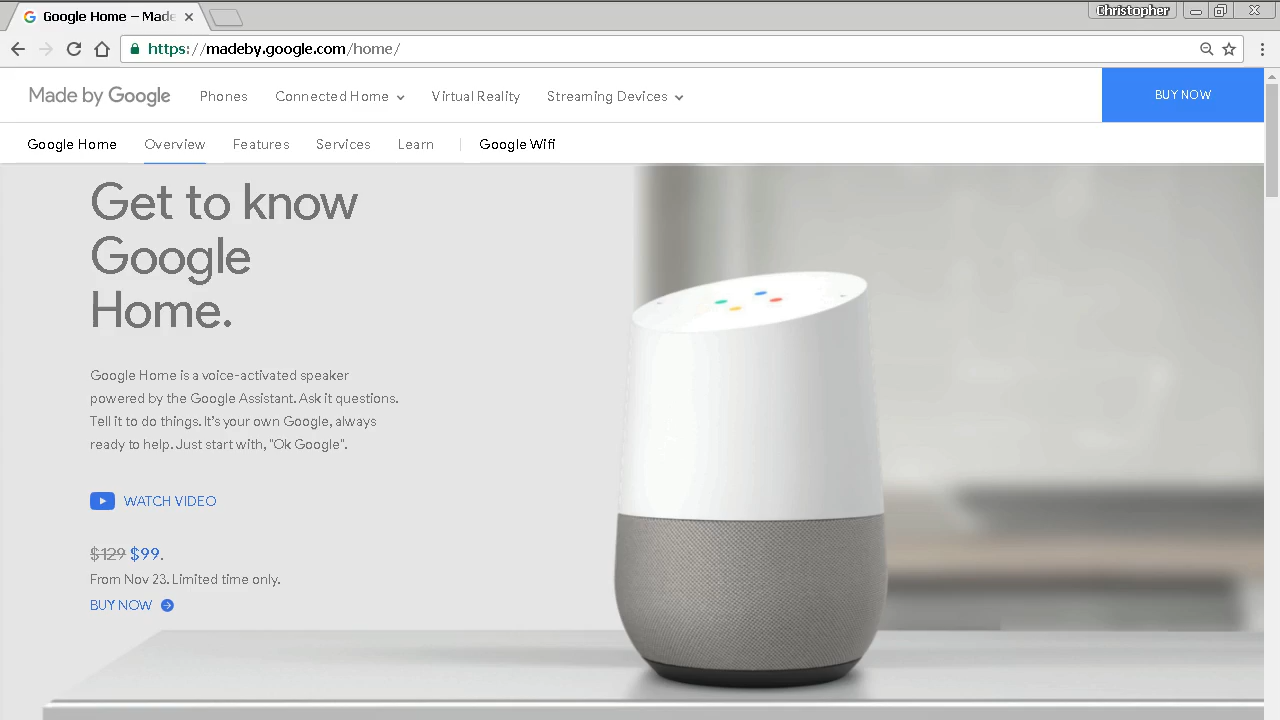 Google Home – Made
Christopher
https://madeby.google.com/home/
Made by Google
Phones
Connected Home
Virtual Reality
Streaming Devices
BUY NOW
Google Home
Overview
Features
Services
Learn
Google Wifi
Get to know
Google
Home.
Google Home is a voice-activated speaker
powered by the Google Assistant. Ask it questions.
Tell it to do things. It's your own Google, always
ready to help. Just start with, "Ok Google".
WATCH VIDEO
$129 $99.
From Nov 23. Limited time only.
BUY NOW